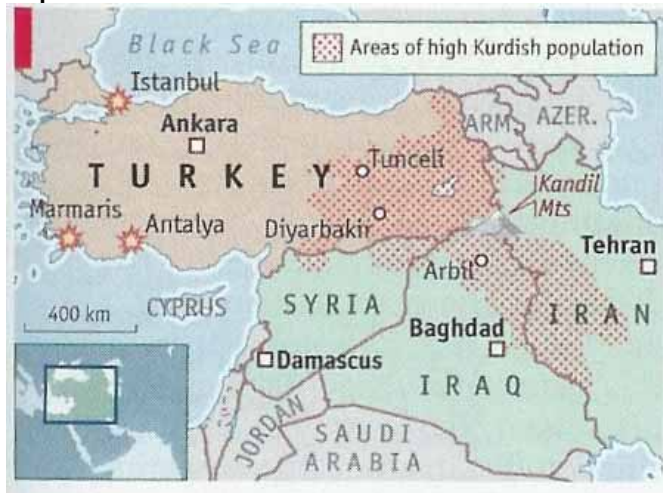 Black Sea
Areas of high Kurdish population
Istanbul
Ankara
ARM.
AZER.
TURKEY
Tunceli
Kandil
Mts
Marmaris
Antalya
Diyarbakir
Tehran
Arbil
CYPRUS
SYRIA
IRAN
400 km
Baghdad
Damascus
IRAQ
JORDAN
SAUDI
ARABIA